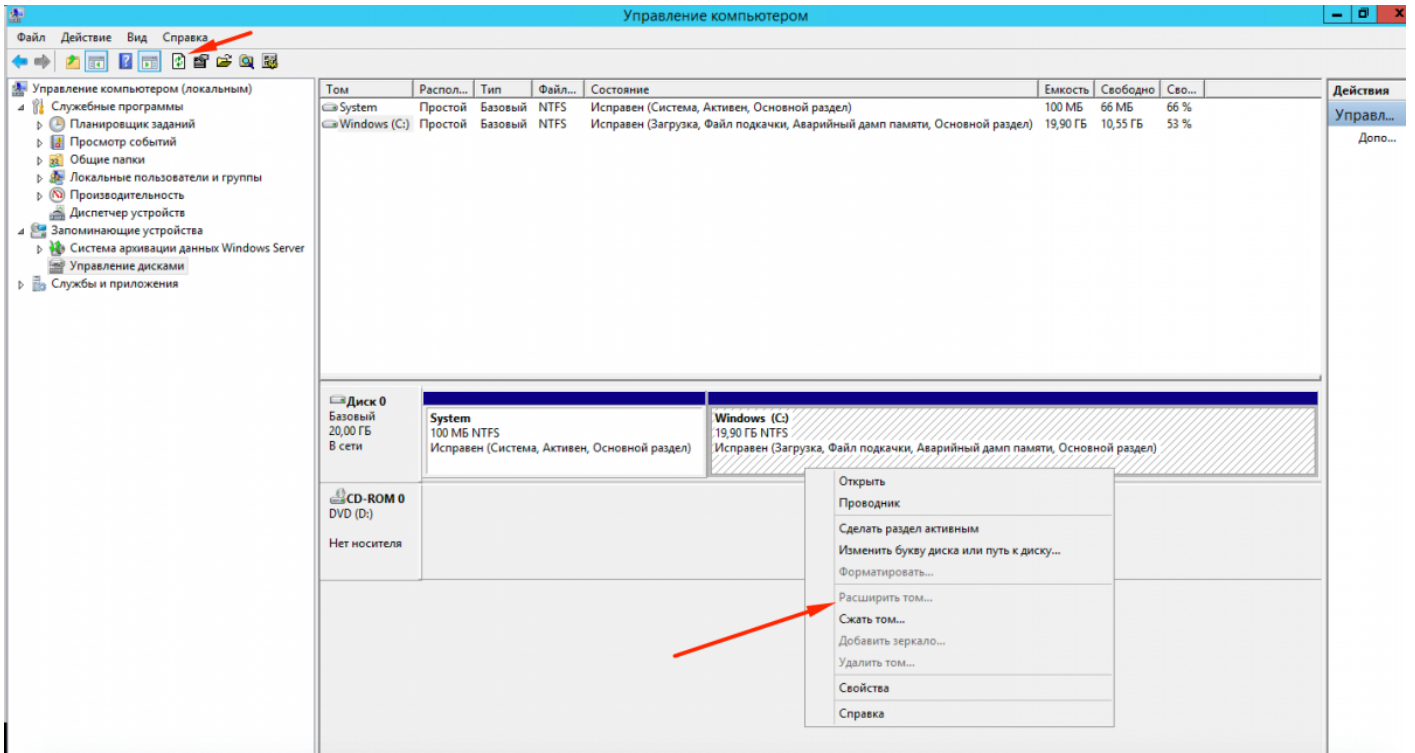 Управление компьютером
Файл Действие Вид Справка
Управление компьютером (локальным)
Служебные программы
Планировщик заданий
Просмотр событий
Общие папки
Локальные пользователи и группы
Производительность
Диспетчер устройств
Запоминающие устройства
Система архивации данных Windows Server
Управление дисками
Службы и приложения
Том Распол... Тип Файл... Состояние Емкость Свободно Сво...
System Простой Базовый NTFS Исправен (Система, Активен, Основной раздел) 100 МБ 66 МБ 66 %
Windows (C:) Простой Базовый NTFS Исправен (Загрузка, Файл подкачки, Аварийный дамп памяти, Основной раздел) 19,90 ГБ 10,55 ГБ 53 %
Действия
Управл...
Допо...
Диск 0
Базовый
20,00 ГБ
В сети
System
100 МБ NTFS
Исправен (Система, Активен, Основной раздел)
Windows (C:)
19,90 ГБ NTFS
Исправен (Загрузка, Файл подкачки, Аварийный дамп памяти, Основной раздел)
CD-ROM 0
DVD (D:)
Нет носителя
Открыть
Проводник
Сделать раздел активным
Изменить букву диска или путь к диску...
Форматировать...
Расширить том...
Сжать том...
Добавить зеркало...
Удалить том...
Свойства
Справка